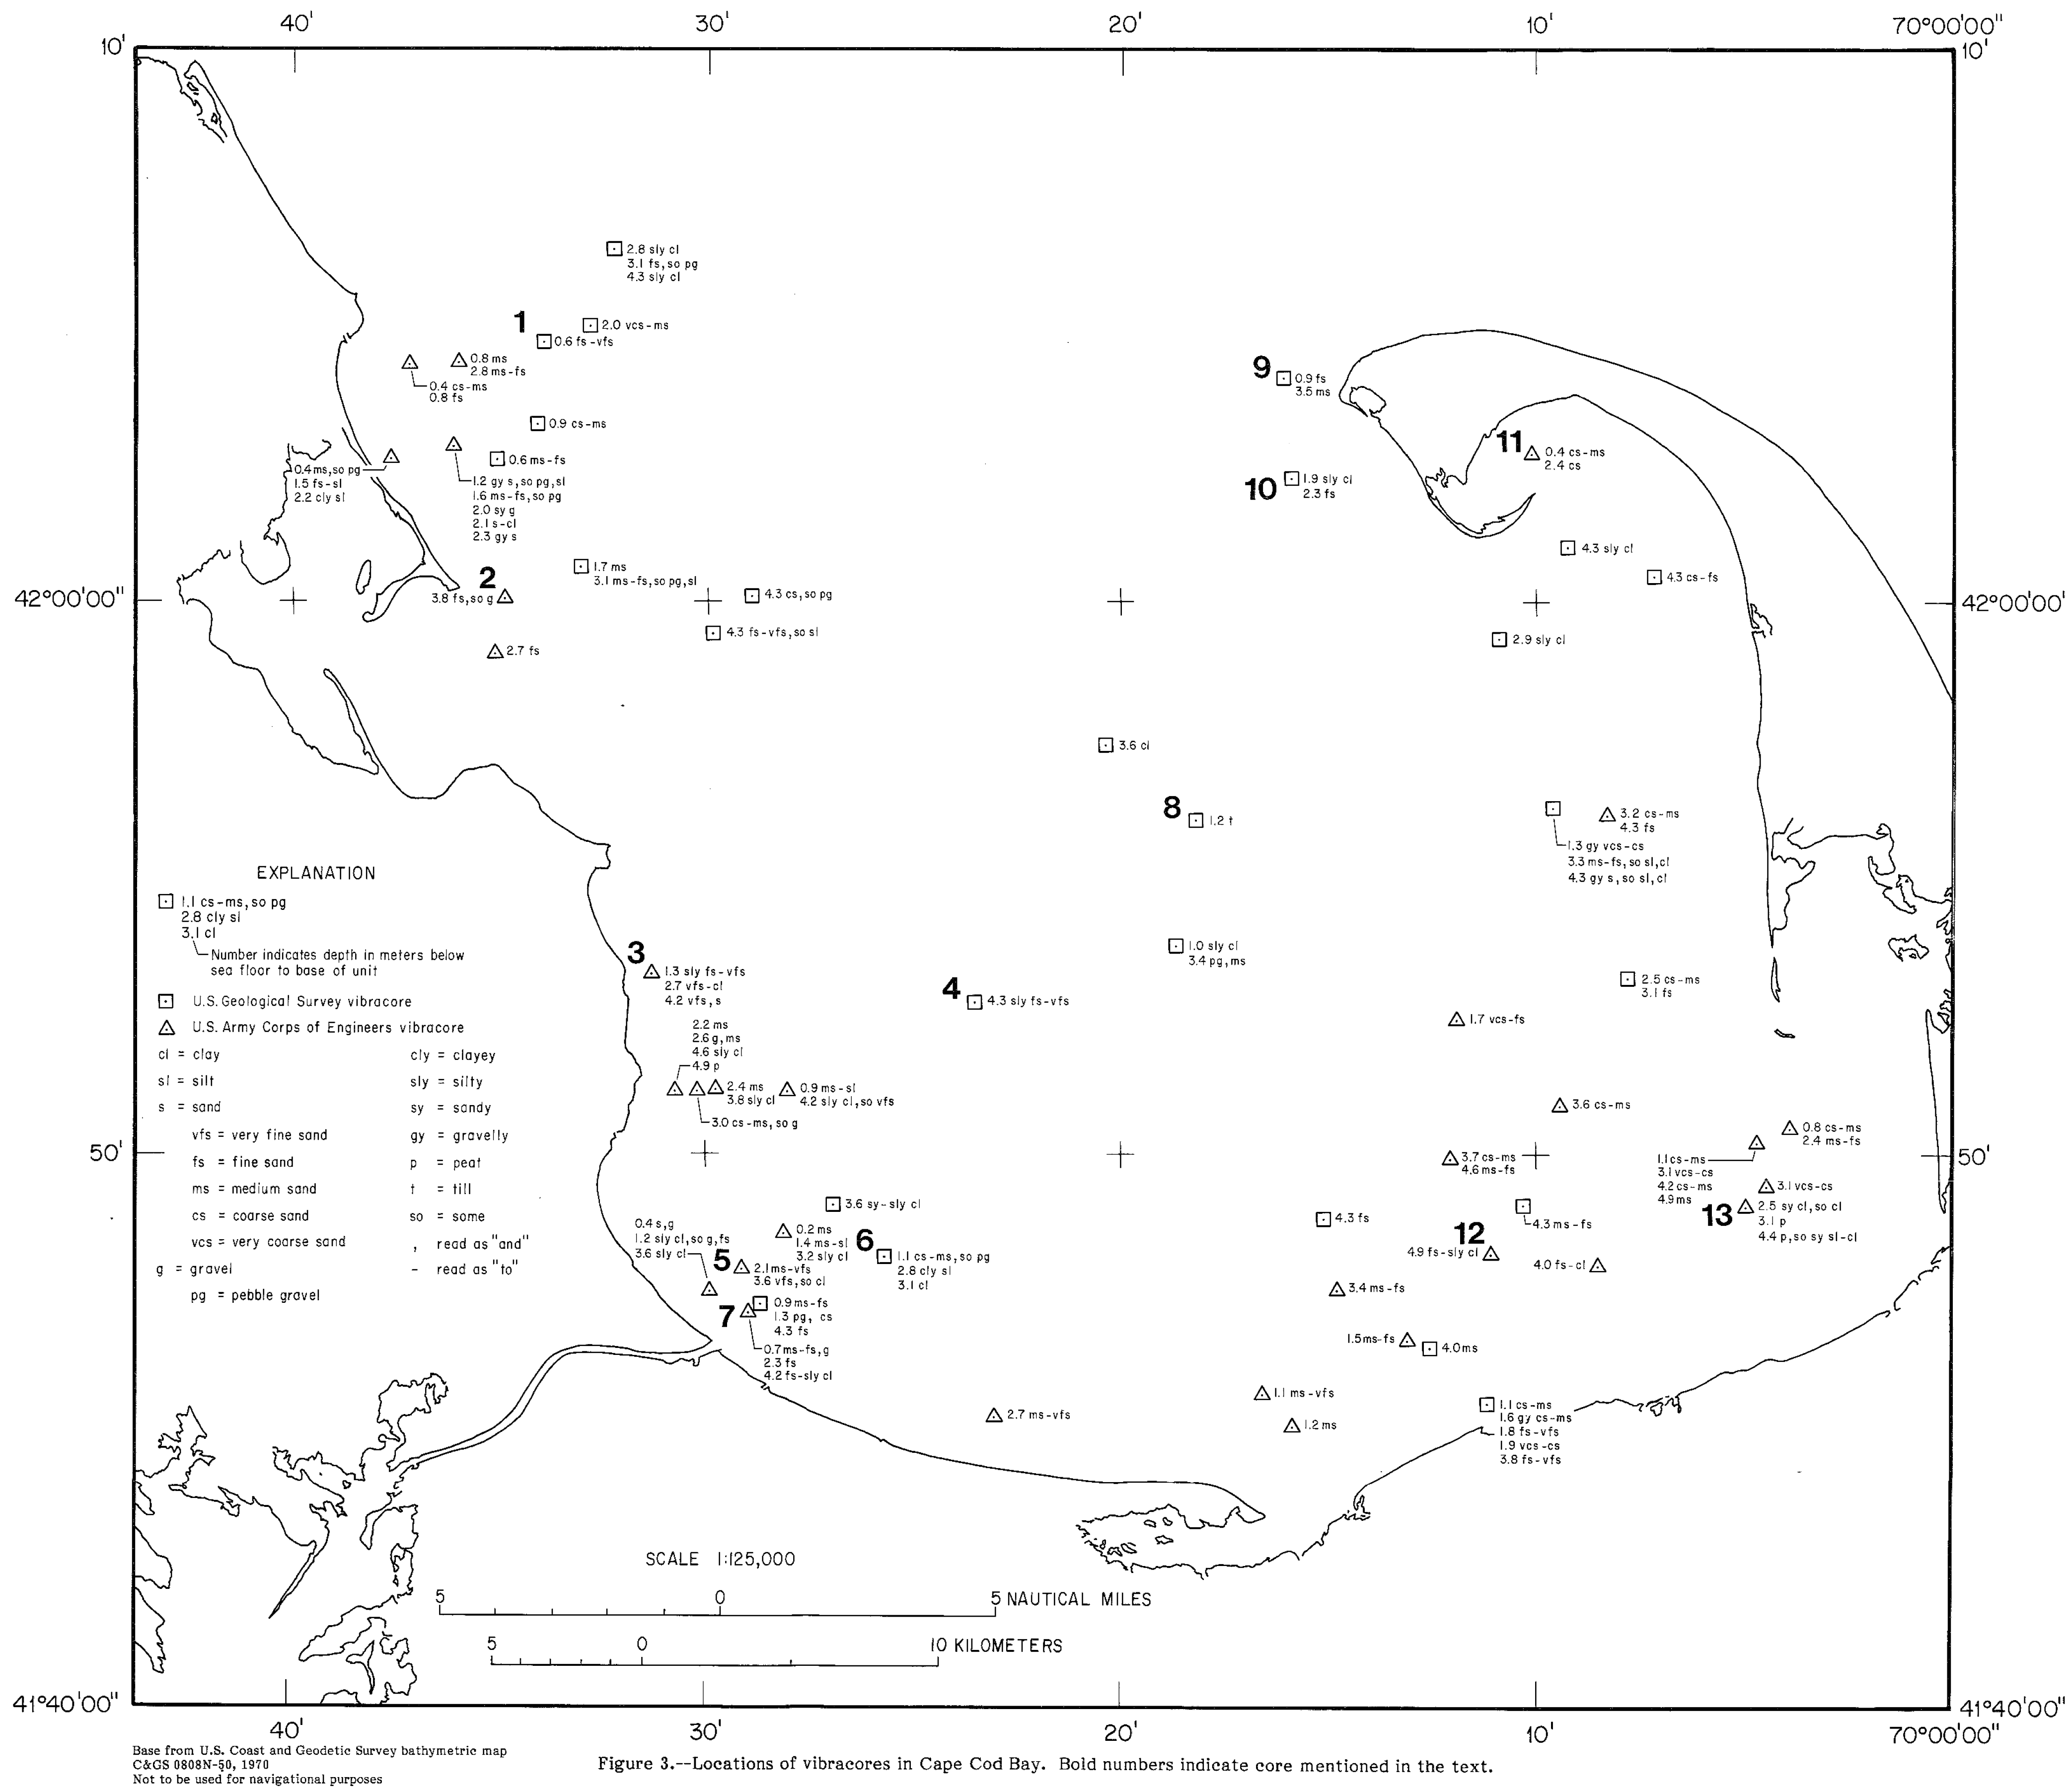 40' 30' 20' 10' 70°00'00"
10' 10'
2.8 sly cl
3.1 fs, so pg
4.3 sly cl
1
2.0 vcs-ms
0.6 fs-vfs
0.8 ms
2.8 ms-fs
0.4 cs-ms
0.8 fs
9
0.9 fs
3.5 ms
0.9 cs-ms
0.6 ms-fs
0.4 ms, so pg
1.5 fs-sl
2.2 cly sl
1.2 gy s, so pg, sl
1.6 ms-fs, so pg
2.0 sy g
2.1 s-cl
2.3 gy s
11
0.4 cs-ms
2.4 cs
10
1.9 sly cl
2.3 fs
4.3 sly cl
4.3 cs-fs
1.7 ms
3.1 ms-fs, so pg, sl
2
3.8 fs, so g
4.3 cs, so pg
42°00'00" 42°00'00'
4.3 fs-vfs, so sl
2.7 fs
2.9 sly cl
3.6 cl
8
1.2 t
3.2 cs-ms
4.3 fs
1.3 gy vcs-cs
3.3 ms-fs, so sl, cl
4.3 gy s, so sl, cl
EXPLANATION
1.1 cs-ms, so pg
2.8 cly sl
3.1 cl
Number indicates depth in meters below
sea floor to base of unit
U.S. Geological Survey vibracore
U.S. Army Corps of Engineers vibracore
cl = clay
sl = silt
s = sand
vfs = very fine sand
fs = fine sand
ms = medium sand
cs = coarse sand
vcs = very coarse sand
g = gravel
pg = pebble gravel
cly = clayey
sly = silty
sy = sandy
gy = gravelly
p = peat
t = till
so = some
, read as "and"
- read as "to"
3
1.3 sly fs-vfs
2.7 vfs-cl
4.2 vfs, s
1.0 sly cl
3.4 pg, ms
4
4.3 sly fs-vfs
2.5 cs-ms
3.1 fs
1.7 vcs-fs
2.2 ms
2.6 g, ms
4.6 sly cl
4.9 p
2.4 ms
3.8 sly cl
0.9 ms-sl
4.2 sly cl, so vfs
3.0 cs-ms, so g
3.6 cs-ms
0.8 cs-ms
2.4 ms-fs
50' 50'
3.7 cs-ms
4.6 ms-fs
1.1 cs-ms
3.1 vcs-cs
4.2 cs-ms
4.9 ms
3.1 vcs-cs
13
2.5 sy cl, so cl
3.1 p
4.4 p, so sy sl-cl
3.6 sy-sly cl
4.3 fs
4.3 ms-fs
12
4.9 fs-sly cl
4.0 fs-cl
0.4 s, g
1.2 sly cl, so g, fs
3.6 sly cl
0.2 ms
1.4 ms-sl
3.2 sly cl
6
1.1 cs-ms, so pg
2.8 cly sl
3.1 cl
5
2.1 ms-vfs
3.6 vfs, so cl
7
0.9 ms-fs
1.3 pg, cs
4.3 fs
0.7 ms-fs, g
2.3 fs
4.2 fs-sly cl
3.4 ms-fs
1.5 ms-fs
4.0 ms
1.1 ms-vfs
1.2 ms
2.7 ms-vfs
1.1 cs-ms
1.6 gy cs-ms
1.8 fs-vfs
1.9 vcs-cs
3.8 fs-vfs
SCALE 1:125,000
5 0 5 NAUTICAL MILES
5 0 10 KILOMETERS
41°40'00" 41°40'00"
40' 30' 20' 10' 70°00'00"
Base from U.S. Coast and Geodetic Survey bathymetric map
C&GS 0808N-50, 1970
Not to be used for navigational purposes
Figure 3.--Locations of vibracores in Cape Cod Bay. Bold numbers indicate core mentioned in the text.